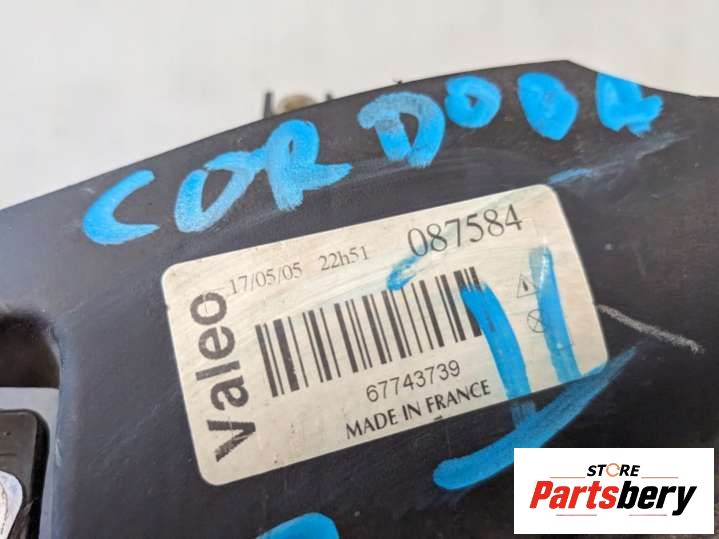 CORDOBA
17/05/05 22h51 087584
Valeo
67743739
MADE IN FRANCE
STORE
Partsbery